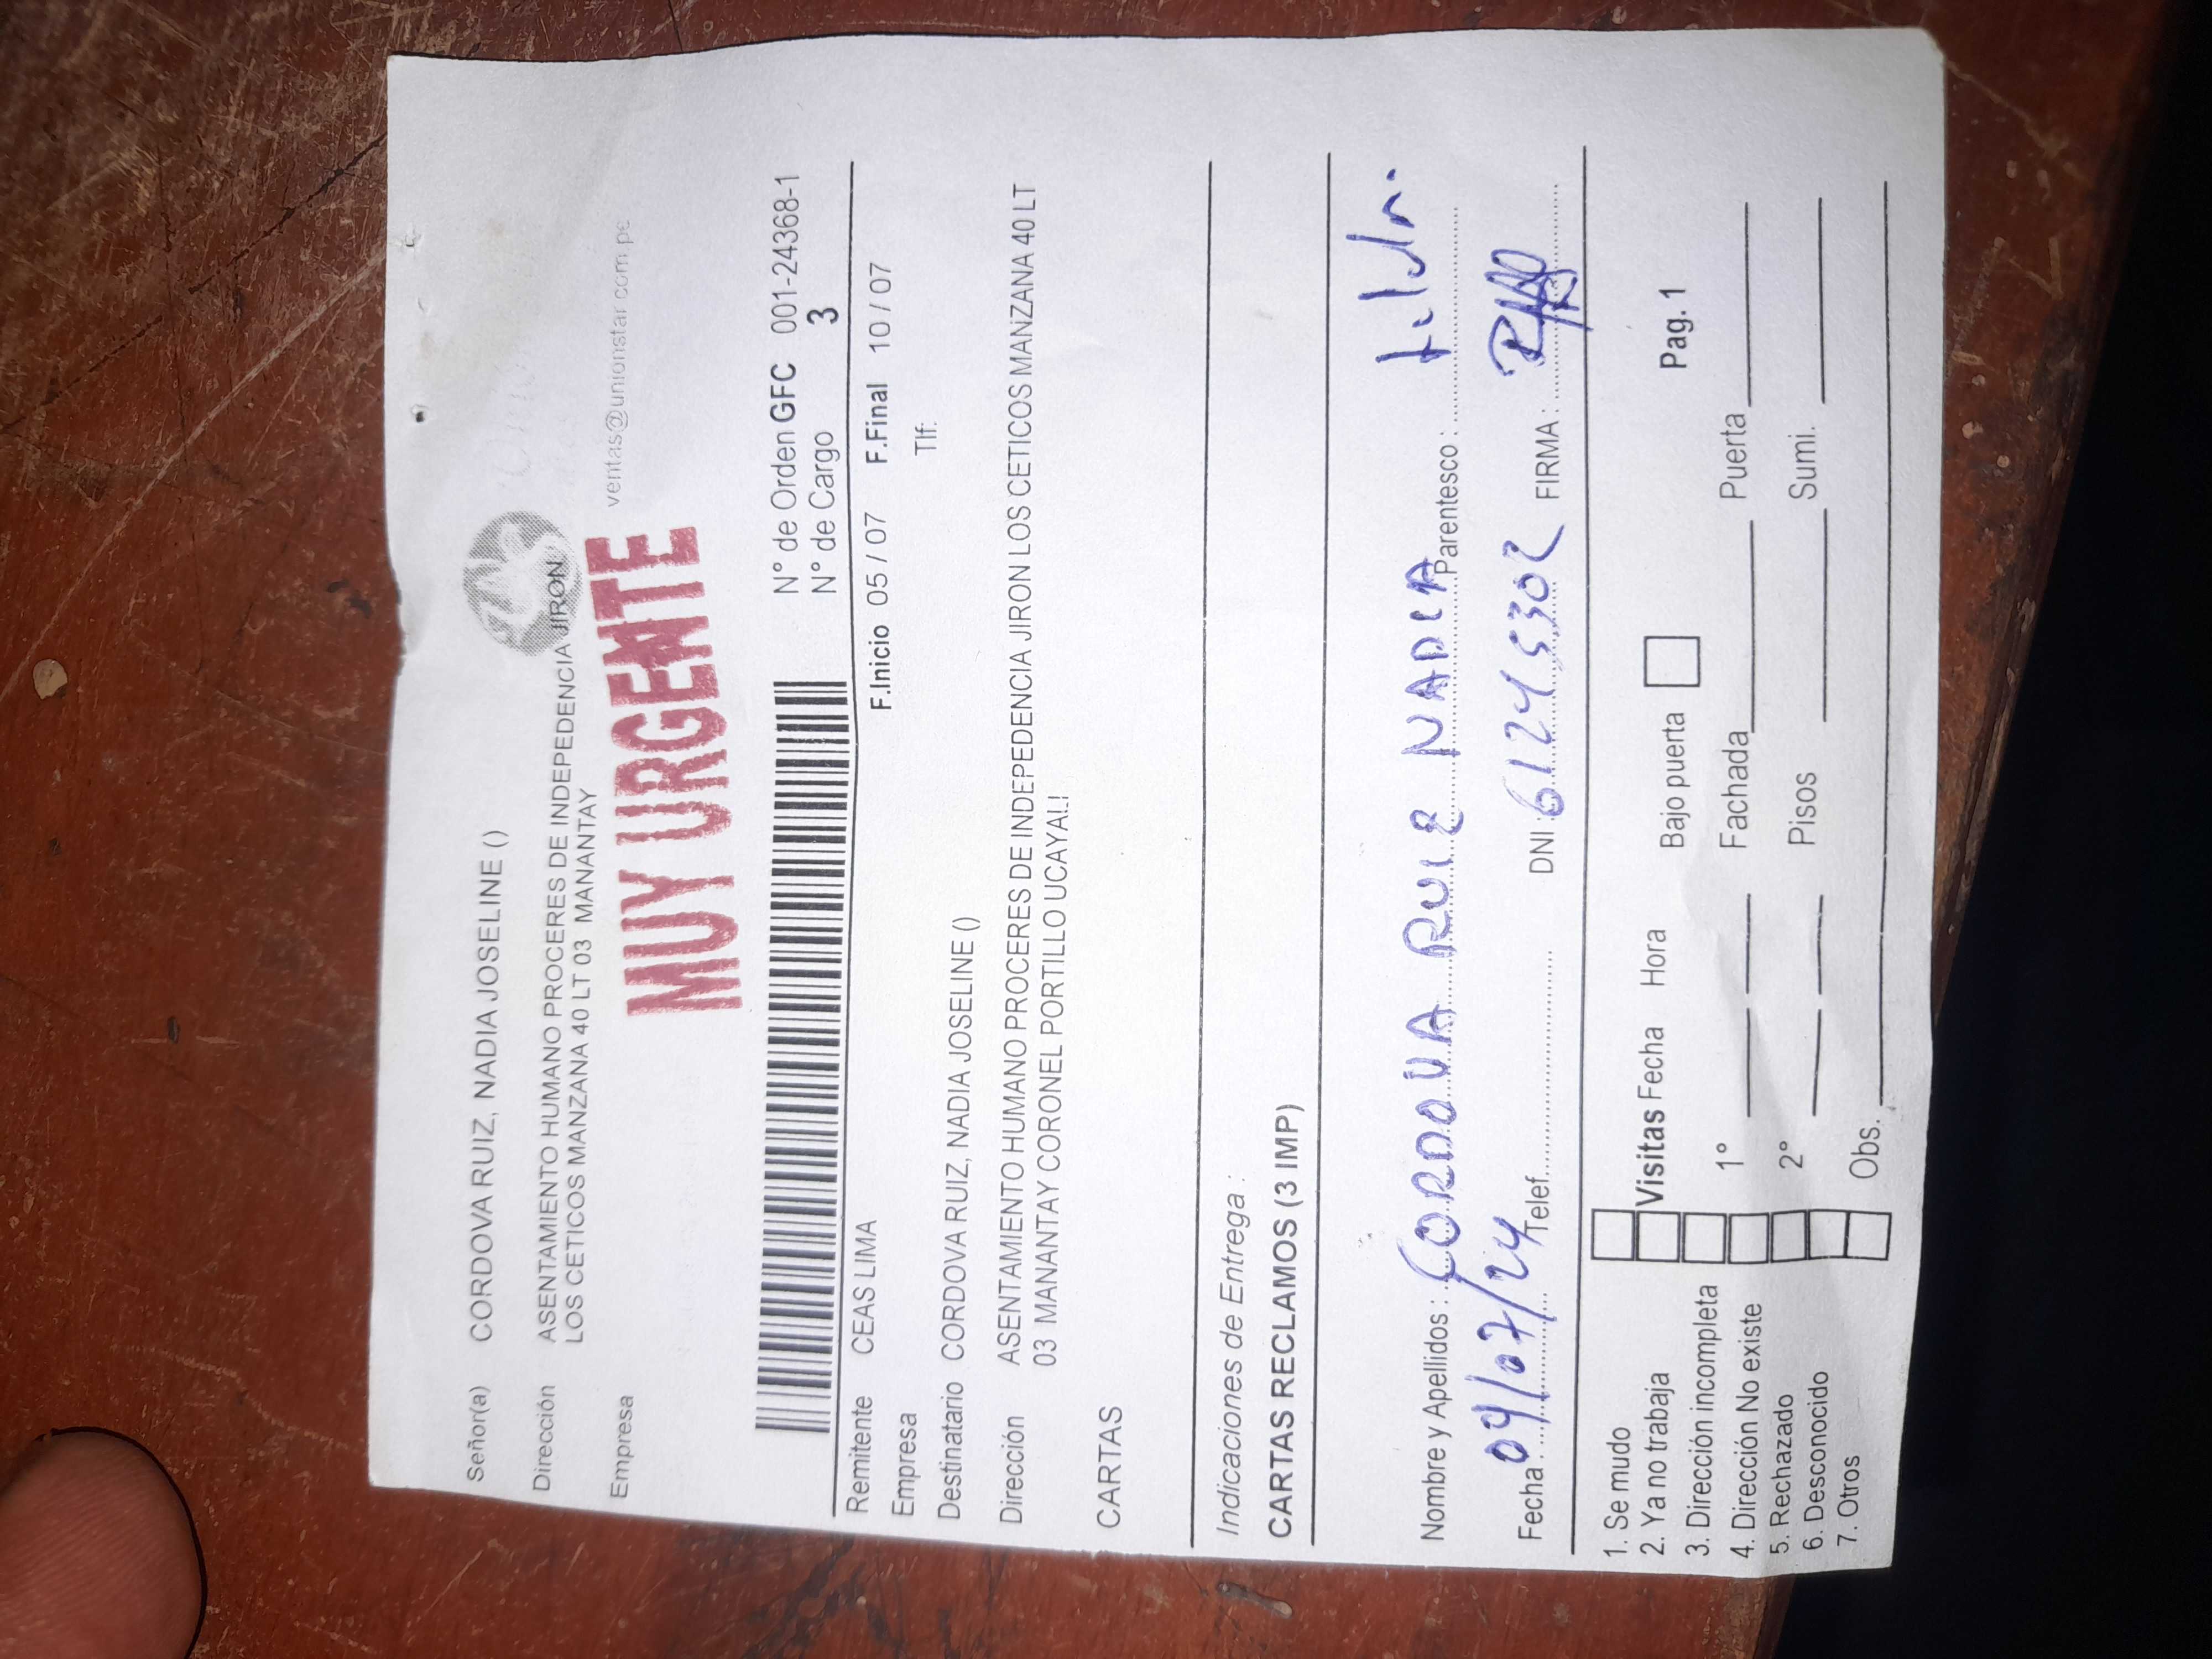 Señor(a) CORDOVA RUIZ, NADIA JOSELINE ()
Dirección ASENTAMIENTO HUMANO PROCERES DE INDEPEDENCIA JIRON
LOS CETICOS MANZANA 40 LT 03 MANANTAY
Empresa
ventas@unionstar.com.pe
MUY URGENTE
N° de Orden GFC 001-24368-1
N° de Cargo 3
Remitente CEAS LIMA
F.Inicio 05 / 07 F.Final 10 / 07
Empresa
Tlf:
Destinatario CORDOVA RUIZ, NADIA JOSELINE ()
Dirección ASENTAMIENTO HUMANO PROCERES DE INDEPEDENCIA JIRON LOS CETICOS MANZANA 40 LT
03 MANANTAY CORONEL PORTILLO UCAYALI
CARTAS
Indicaciones de Entrega :
CARTAS RECLAMOS (3 IMP)
Nombre y Apellidos : CORDOVA RUIZ NADIA Parentesco :
Fecha : 09/07/24 Telef. DNI : 61245302 FIRMA :
1. Se mudo
2. Ya no trabaja Visitas Fecha Hora Bajo puerta Pag. 1
3. Dirección incompleta
4. Dirección No existe 1° Fachada Puerta
5. Rechazado
6. Desconocido 2° Pisos Sumi.
7. Otros Obs.